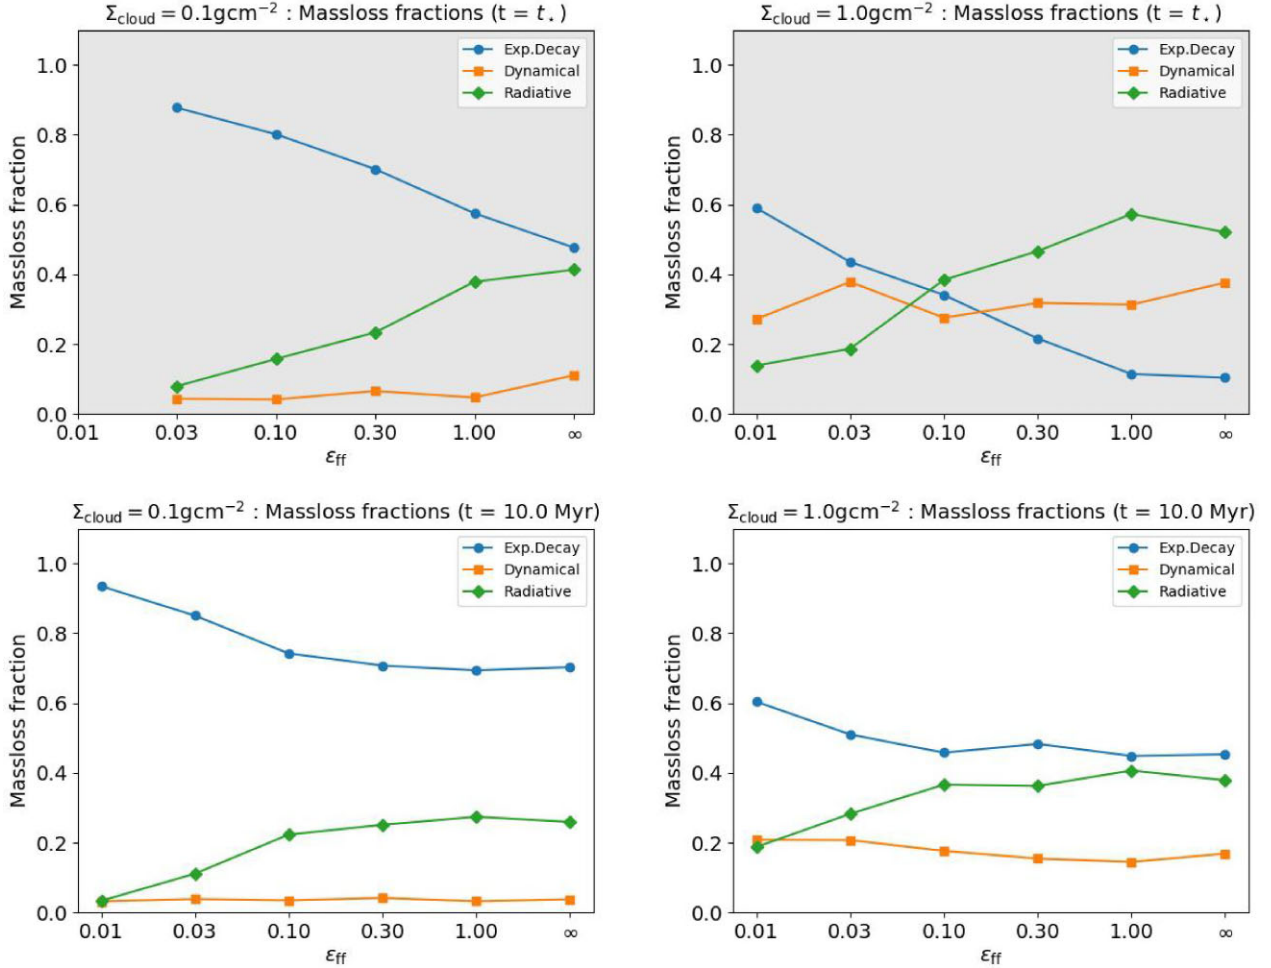 Σcloud = 0.1gcm−2 : Massloss fractions (t = t⋆)
Massloss fraction
1.0
0.8
0.6
0.4
0.2
0.0
Exp.Decay
Dynamical
Radiative
0.01 0.03 0.10 0.30 1.00 ∞
εff
Σcloud = 1.0gcm−2 : Massloss fractions (t = t⋆)
Massloss fraction
1.0
0.8
0.6
0.4
0.2
0.0
Exp.Decay
Dynamical
Radiative
0.01 0.03 0.10 0.30 1.00 ∞
εff
Σcloud = 0.1gcm−2 : Massloss fractions (t = 10.0 Myr)
Massloss fraction
1.0
0.8
0.6
0.4
0.2
0.0
Exp.Decay
Dynamical
Radiative
0.01 0.03 0.10 0.30 1.00 ∞
εff
Σcloud = 1.0gcm−2 : Massloss fractions (t = 10.0 Myr)
Massloss fraction
1.0
0.8
0.6
0.4
0.2
0.0
Exp.Decay
Dynamical
Radiative
0.01 0.03 0.10 0.30 1.00 ∞
εff